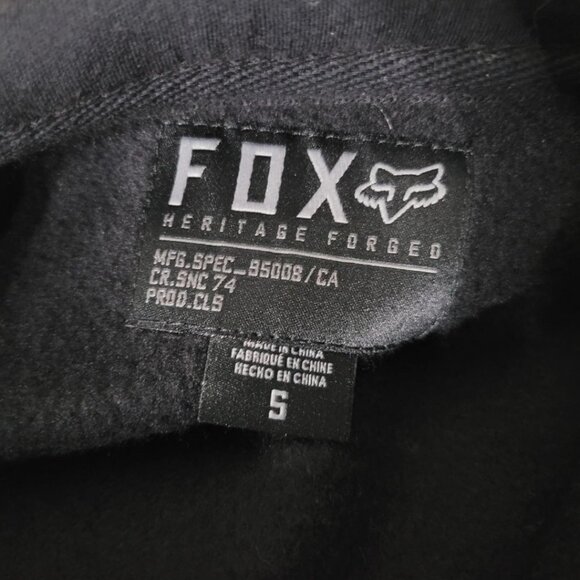 FOX
HERITAGE FORGED
MFG.SPEC_95008/CA
CR.SNC 74
PROD.CLS
MADE IN CHINA
FABRIQUÉ EN CHINE
HECHO EN CHINA
S